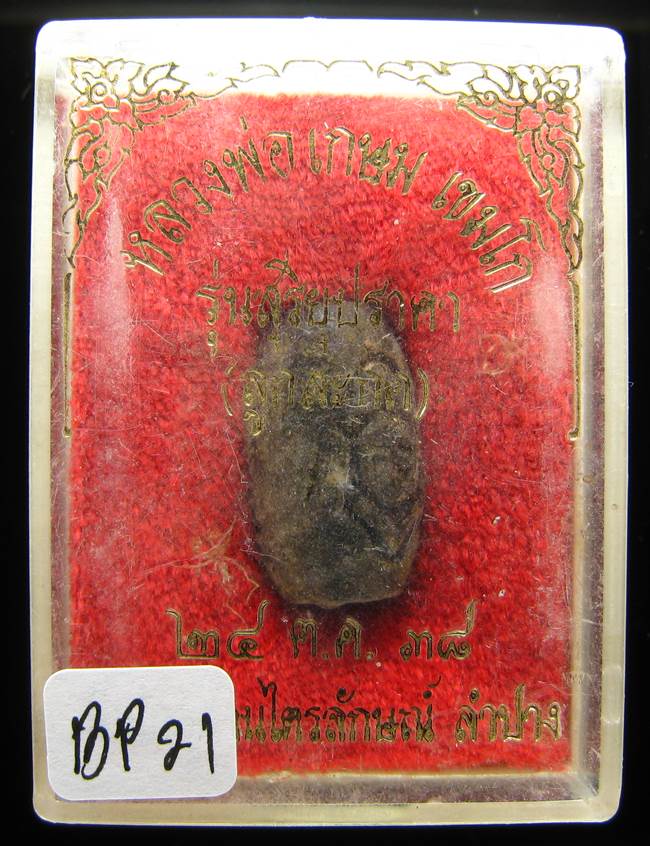 หลวงพ่อ เกษม เขมโก
รุ่นสุริยุปราคา
(ลูกสะกด)
๒๔ ต.ค. ๓๘
ไตรลักษณ์ ลำปาง
BP 21